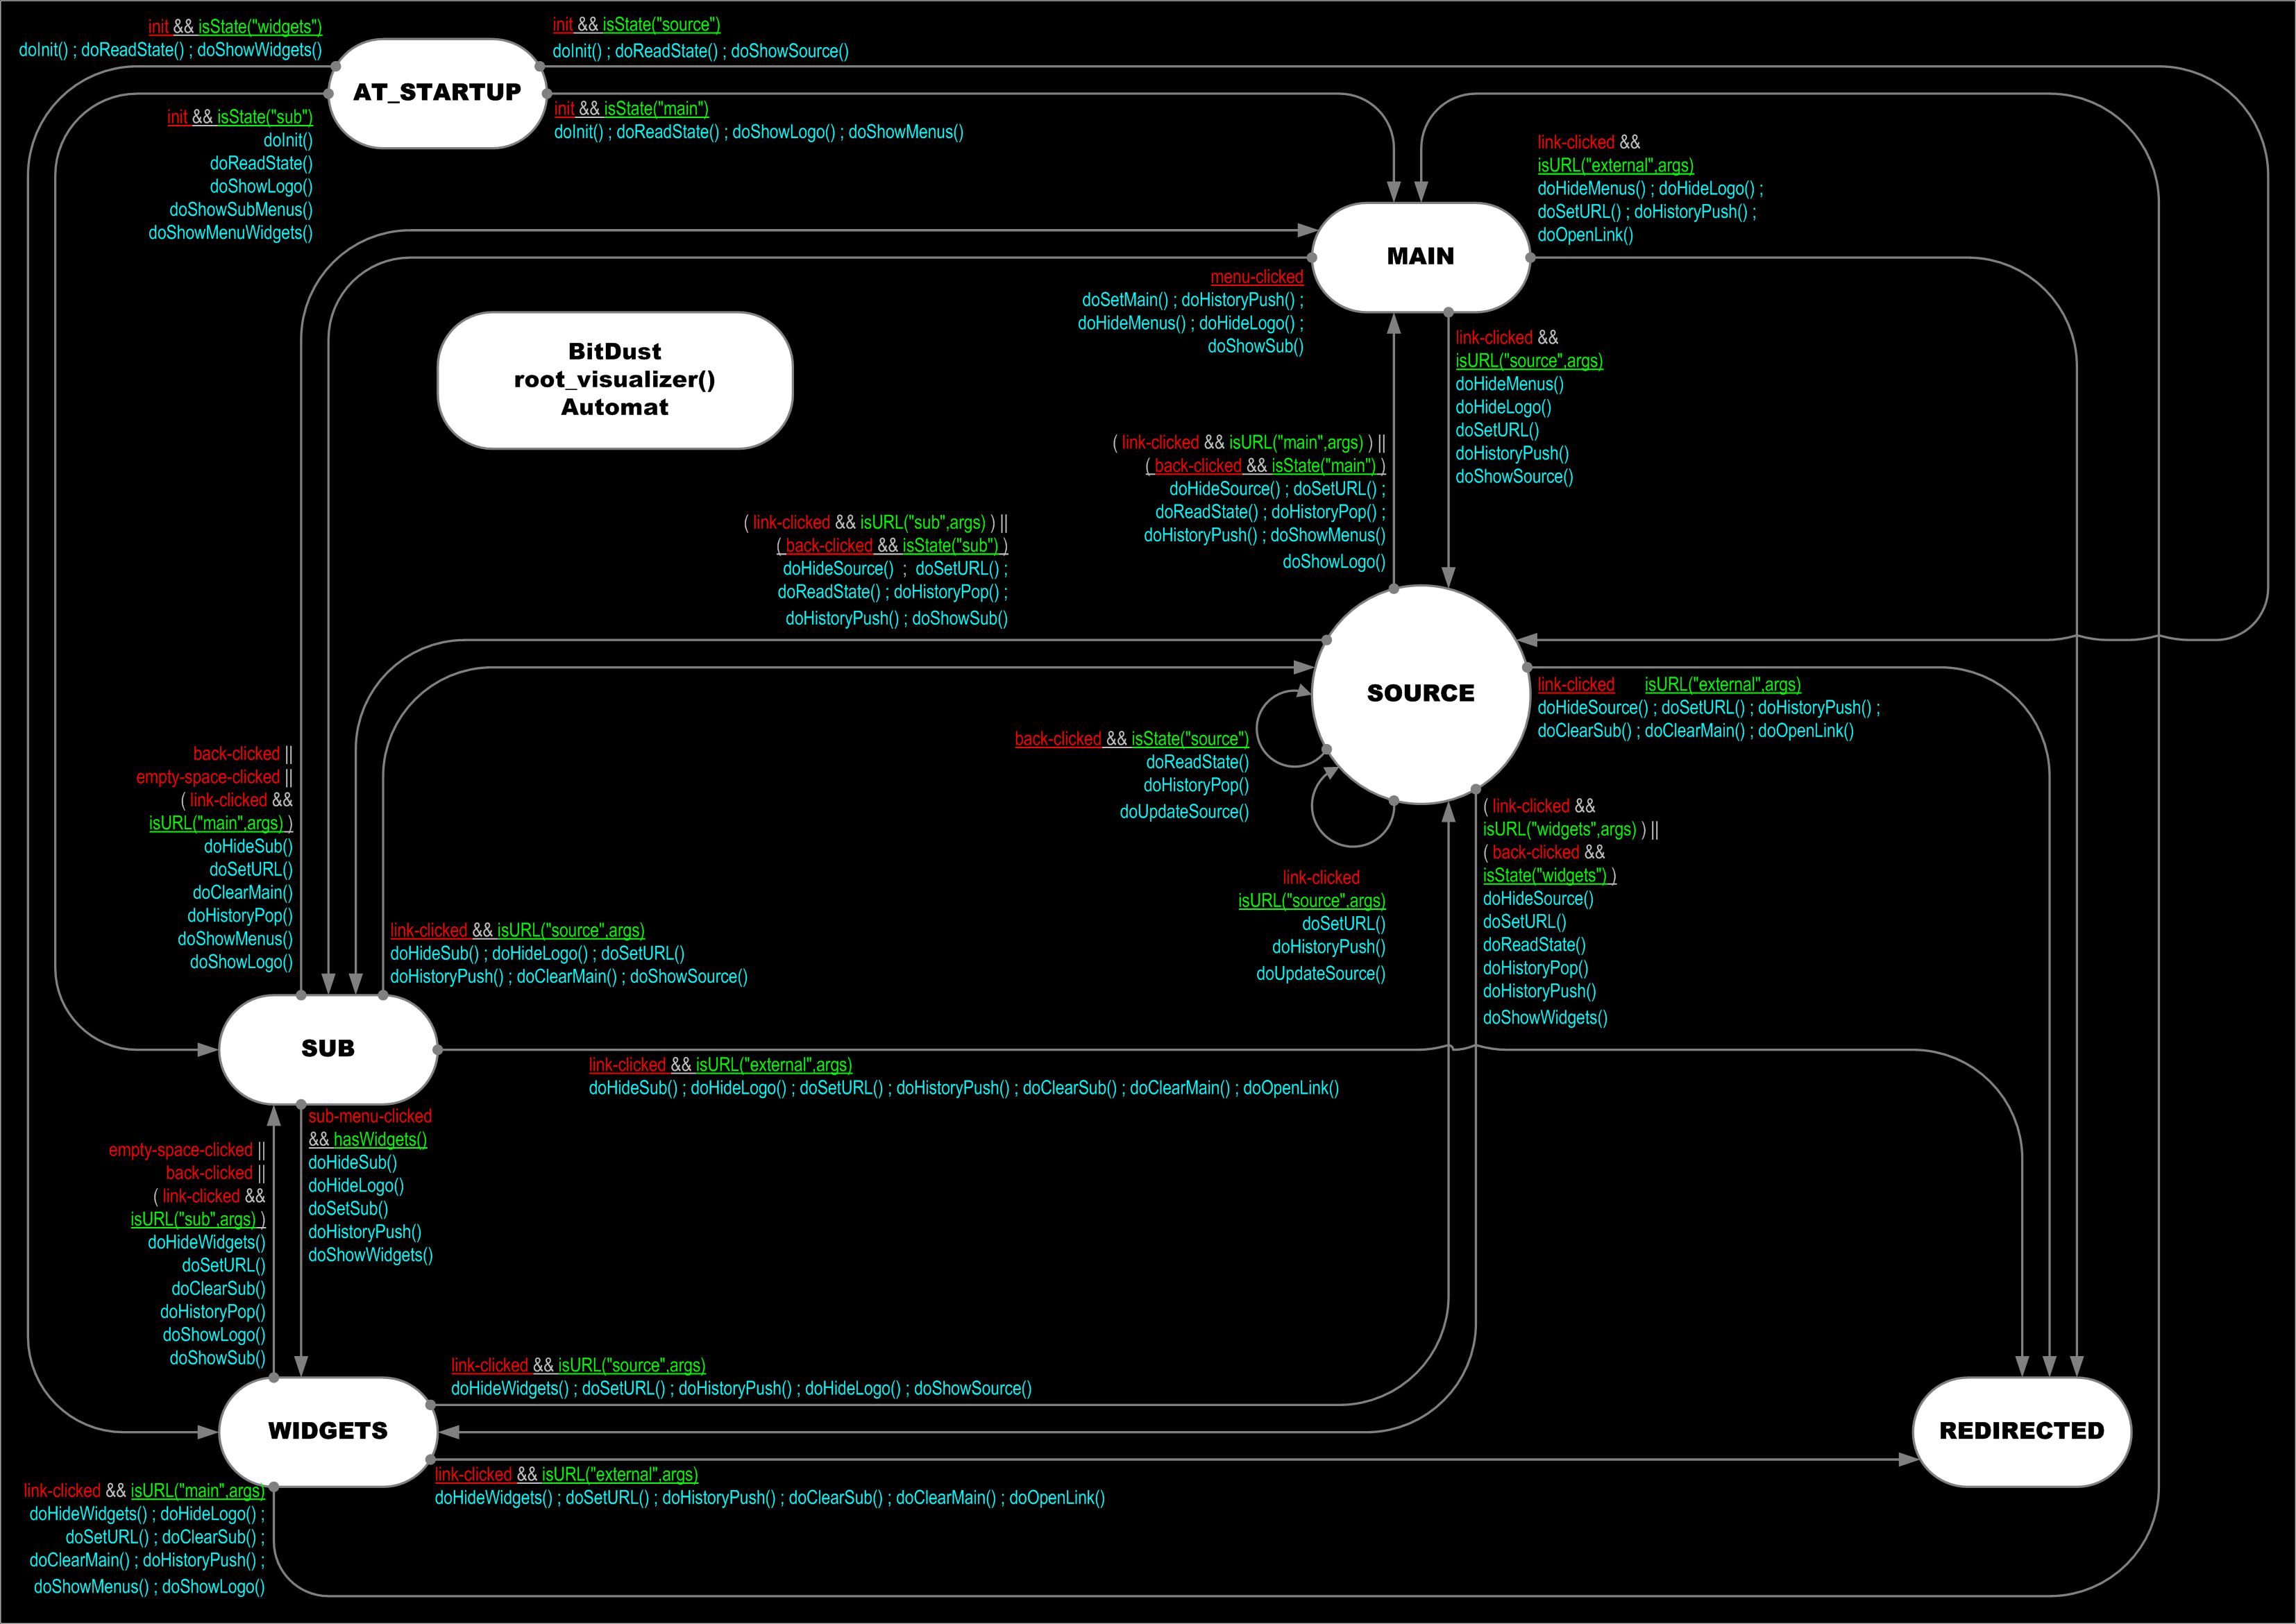 init && isState("widgets")
doInit() ; doReadState() ; doShowWidgets()
init && isState("source")
doInit() ; doReadState() ; doShowSource()
AT_STARTUP
init && isState("sub")
doInit()
doReadState()
doShowLogo()
doShowSubMenus()
doShowMenuWidgets()
init && isState("main")
doInit() ; doReadState() ; doShowLogo() ; doShowMenus()
link-clicked &&
isURL("external",args)
doHideMenus() ; doHideLogo() ;
doSetURL() ; doHistoryPush() ;
doOpenLink()
MAIN
menu-clicked
doSetMain() ; doHistoryPush() ;
doHideMenus() ; doHideLogo() ;
doShowSub()
BitDust
root_visualizer()
Automat
link-clicked &&
isURL("source",args)
doHideMenus()
doHideLogo()
doSetURL()
doHistoryPush()
doShowSource()
( link-clicked && isURL("main",args) ) ||
( back-clicked && isState("main") )
doHideSource() ; doSetURL() ;
doReadState() ; doHistoryPop() ;
doHistoryPush() ; doShowMenus()
doShowLogo()
( link-clicked && isURL("sub",args) ) ||
( back-clicked && isState("sub") )
doHideSource() ; doSetURL() ;
doReadState() ; doHistoryPop() ;
doHistoryPush() ; doShowSub()
SOURCE
link-clicked isURL("external",args)
doHideSource() ; doSetURL() ; doHistoryPush() ;
doClearSub() ; doClearMain() ; doOpenLink()
back-clicked && isState("source")
doReadState()
doHistoryPop()
doUpdateSource()
back-clicked ||
empty-space-clicked ||
( link-clicked &&
isURL("main",args) )
doHideSub()
doSetURL()
doClearMain()
doHistoryPop()
doShowMenus()
doShowLogo()
( link-clicked &&
isURL("widgets",args) ) ||
( back-clicked &&
isState("widgets") )
doHideSource()
doSetURL()
doReadState()
doHistoryPop()
doHistoryPush()
doShowWidgets()
link-clicked
isURL("source",args)
doSetURL()
doHistoryPush()
doUpdateSource()
link-clicked && isURL("source",args)
doHideSub() ; doHideLogo() ; doSetURL()
doHistoryPush() ; doClearMain() ; doShowSource()
SUB
link-clicked && isURL("external",args)
doHideSub() ; doHideLogo() ; doSetURL() ; doHistoryPush() ; doClearSub() ; doClearMain() ; doOpenLink()
sub-menu-clicked
&& hasWidgets()
doHideSub()
doHideLogo()
doSetSub()
doHistoryPush()
doShowWidgets()
empty-space-clicked ||
back-clicked ||
( link-clicked &&
isURL("sub",args) )
doHideWidgets()
doSetURL()
doClearSub()
doHistoryPop()
doShowLogo()
doShowSub()
link-clicked && isURL("source",args)
doHideWidgets() ; doSetURL() ; doHistoryPush() ; doHideLogo() ; doShowSource()
WIDGETS
REDIRECTED
link-clicked && isURL("external",args)
doHideWidgets() ; doSetURL() ; doHistoryPush() ; doClearSub() ; doClearMain() ; doOpenLink()
link-clicked && isURL("main",args)
doHideWidgets() ; doHideLogo() ;
doSetURL() ; doClearSub() ;
doClearMain() ; doHistoryPush() ;
doShowMenus() ; doShowLogo()